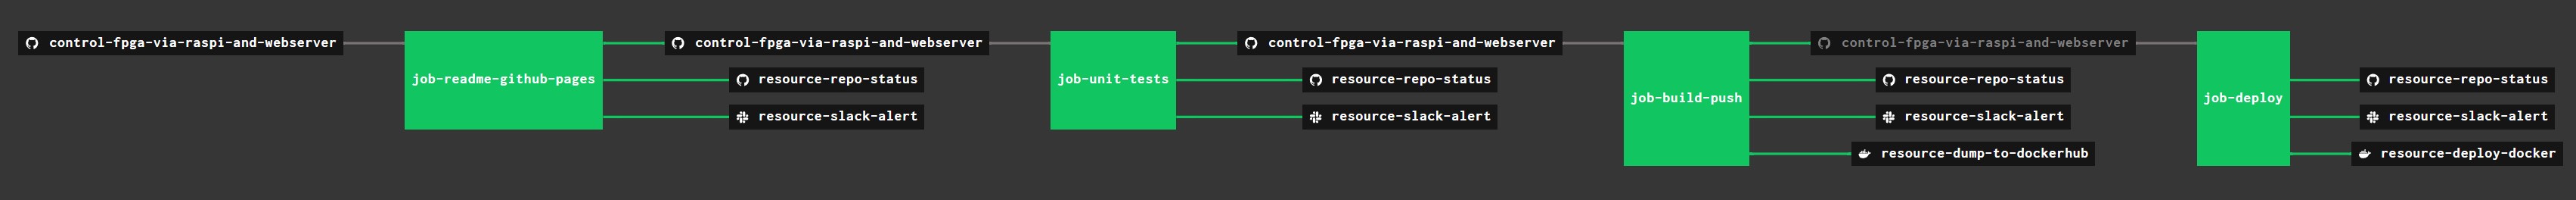 control-fpga-via-raspi-and-webserver
job-readme-github-pages
control-fpga-via-raspi-and-webserver
resource-repo-status
resource-slack-alert
job-unit-tests
control-fpga-via-raspi-and-webserver
resource-repo-status
resource-slack-alert
job-build-push
control-fpga-via-raspi-and-webserver
resource-repo-status
resource-slack-alert
resource-dump-to-dockerhub
job-deploy
resource-repo-status
resource-slack-alert
resource-deploy-docker